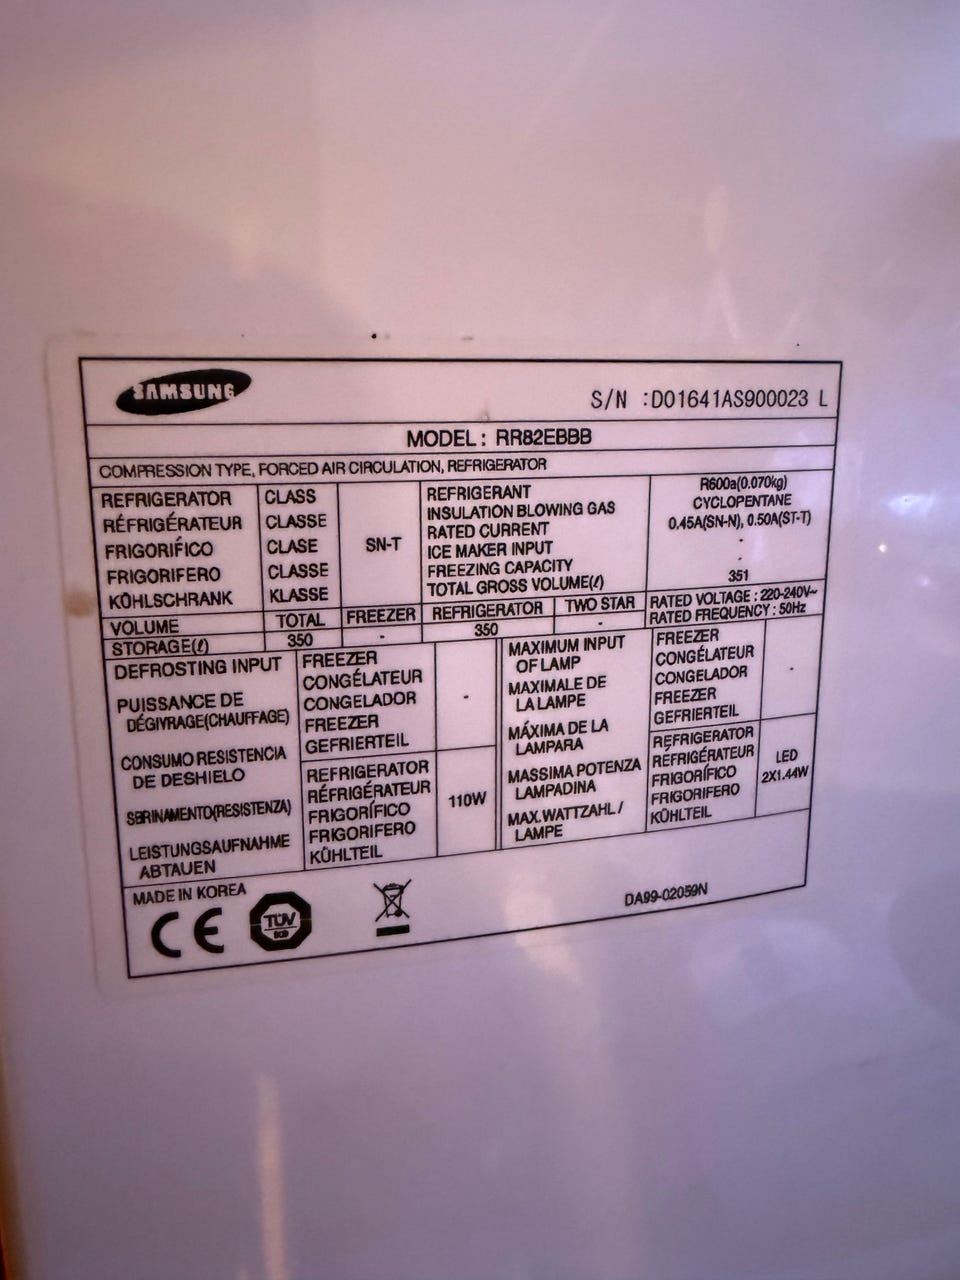 SAMSUNG
S/N :D01641AS900023 L
MODEL: RR82EBBB
COMPRESSION TYPE, FORCED AIR CIRCULATION, REFRIGERATOR
REFRIGERATOR CLASS
RÉFRIGÉRATEUR CLASSE
FRIGORIFICO CLASE
FRIGORIFERO CLASSE
KÜHLSCHRANK KLASSE
SN-T
REFRIGERANT R600a(0.070kg)
INSULATION BLOWING GAS CYCLOPENTANE
RATED CURRENT 0.45A(SN-N), 0.50A(ST-T)
ICE MAKER INPUT -
FREEZING CAPACITY -
TOTAL GROSS VOLUME(ℓ) 351
VOLUME TOTAL FREEZER REFRIGERATOR TWO STAR
STORAGE(ℓ) 350 - 350 -
RATED VOLTAGE : 220-240V~
RATED FREQUENCY : 50Hz
DEFROSTING INPUT
PUISSANCE DE
DÉGIVRAGE(CHAUFFAGE)
CONSUMO RESISTENCIA
DE DESHIELO
SBRINAMENTO(RESISTENZA)
LEISTUNGSAUFNAHME
ABTAUEN
FREEZER
CONGÉLATEUR
CONGELADOR
FREEZER
GEFRIERTEIL
-
REFRIGERATOR
RÉFRIGÉRATEUR
FRIGORÍFICO
FRIGORIFERO
KÜHLTEIL
110W
MAXIMUM INPUT
OF LAMP
MAXIMALE DE
LA LAMPE
MÁXIMA DE LA
LAMPARA
MASSIMA POTENZA
LAMPADINA
MAX.WATTZAHL /
LAMPE
FREEZER
CONGÉLATEUR
CONGELADOR
FREEZER
GEFRIERTEIL
-
REFRIGERATOR
RÉFRIGÉRATEUR
FRIGORÍFICO
FRIGORIFERO
KÜHLTEIL
LED
2X1.44W
MADE IN KOREA
CE
TÜV
DA99-02059N